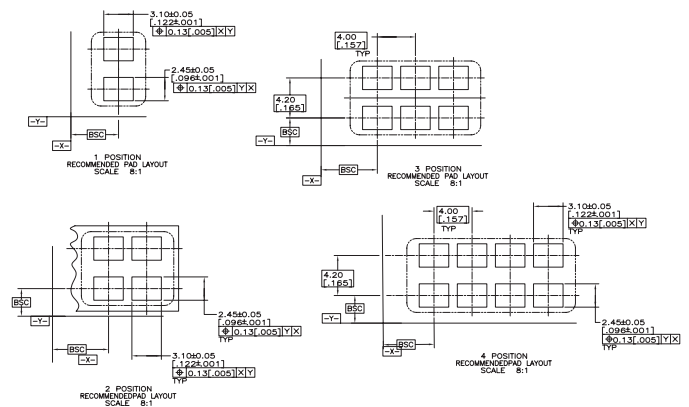 3.10±0.05
[.122±.001]
⌖ 0.13[.005] X Y
2.45±0.05
[.096±.001]
⌖ 0.13[.005] Y X
-Y-
BSC
-X-
1 POSITION
RECOMMENDED PAD LAYOUT
SCALE 8:1
4.00
[.157]
TYP
4.20
[.165]
BSC
-Y-
BSC
-X-
3 POSITION
RECOMMENDED PAD LAYOUT
SCALE 8:1
BSC
-Y-
2.45±0.05
[.096±.001]
⌖ 0.13[.005] Y X
TYP
BSC
-X-
3.10±0.05
[.122±.001]
⌖ 0.13[.005] X Y
TYP
2 POSITION
RECOMMENDEDPAD LAYOUT
SCALE 8:1
4.00
[.157]
TYP
3.10±0.05
[.122±.001]
⌖ 0.13[.005] X Y
TYP
4.20
[.165]
BSC
-Y-
2.45±0.05
[.096±.001]
⌖ 0.13[.005] Y X
TYP
BSC
-X-
4 POSITION
RECOMMENDEDPAD LAYOUT
SCALE 8:1